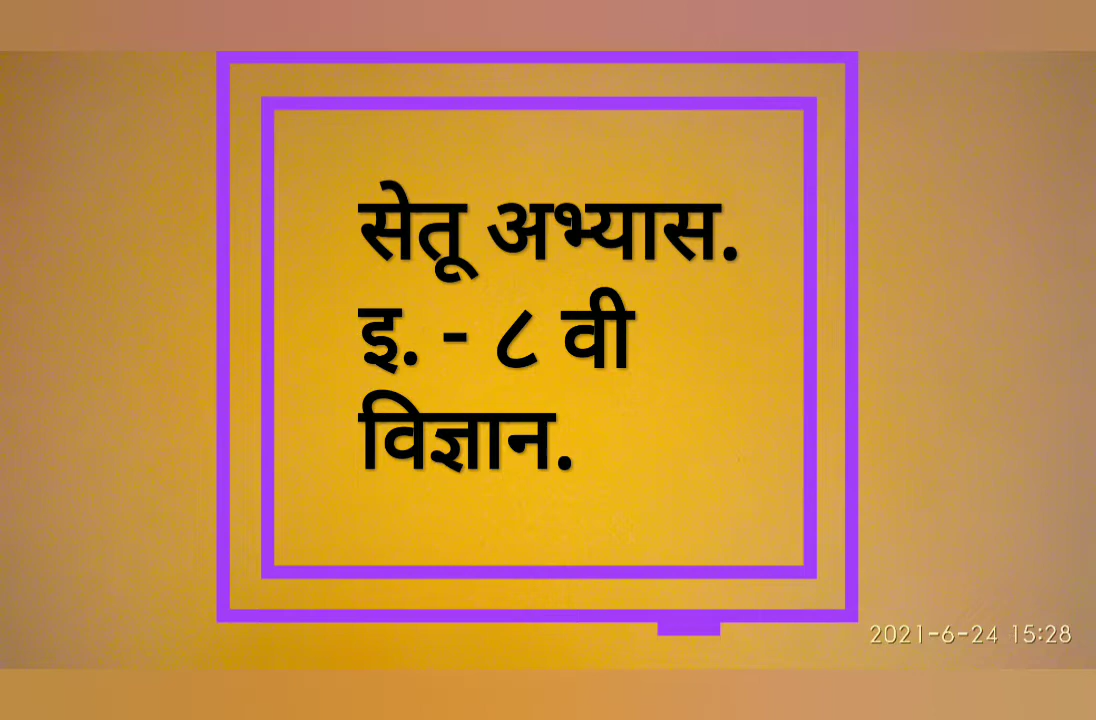 सेतू अभ्यास.
इ. - ८ वी
विज्ञान.
2021-6-24 15:28